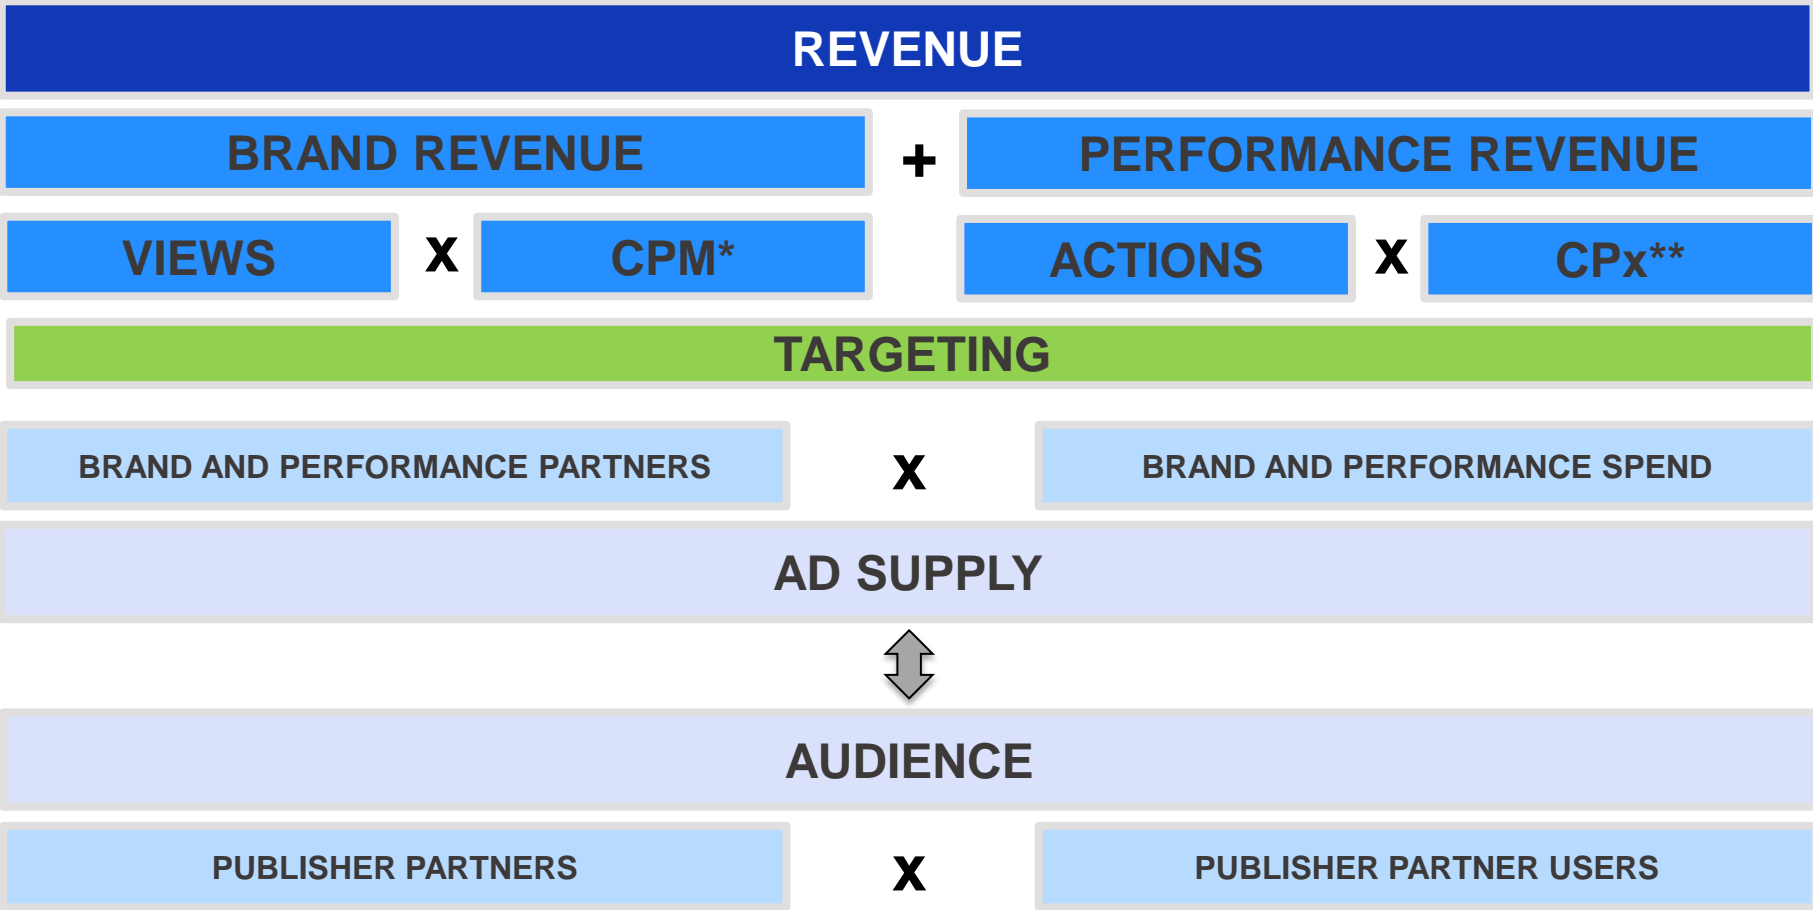 REVENUE
BRAND REVENUE + PERFORMANCE REVENUE
VIEWS X CPM* ACTIONS X CPx**
TARGETING
BRAND AND PERFORMANCE PARTNERS X BRAND AND PERFORMANCE SPEND
AD SUPPLY
AUDIENCE
PUBLISHER PARTNERS X PUBLISHER PARTNER USERS